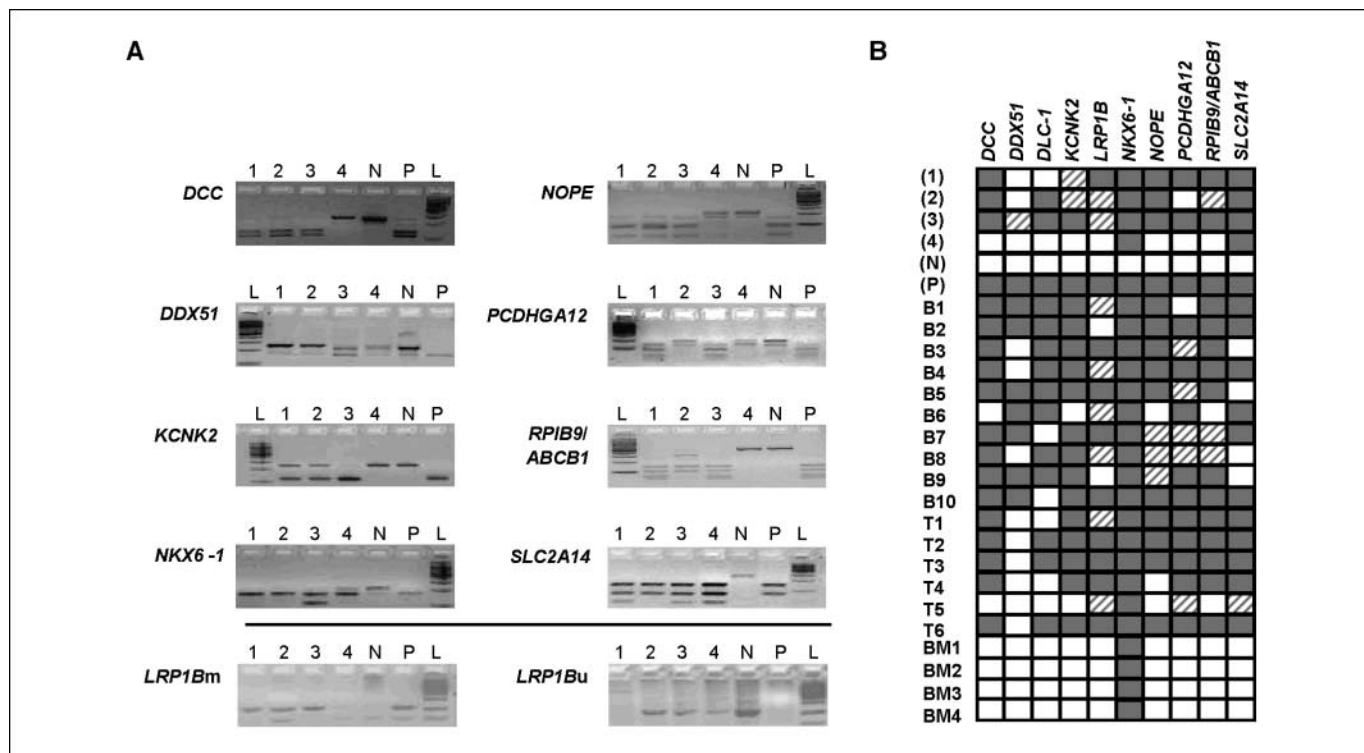 A
B
DCC
1 2 3 4 N P L
NOPE
1 2 3 4 N P L
DDX51
L 1 2 3 4 N P
PCDHGA12
L 1 2 3 4 N P
KCNK2
L 1 2 3 4 N P
RPIB9/
ABCB1
L 1 2 3 4 N P
NKX6 -1
1 2 3 4 N P L
SLC2A14
1 2 3 4 N P L
LRP1Bm
1 2 3 4 N P L
LRP1Bu
1 2 3 4 N P L
DCC
DDX51
DLC-1
KCNK2
LRP1B
NKX6-1
NOPE
PCDHGA12
RPIB9/ABCB1
SLC2A14
(1)
(2)
(3)
(4)
(N)
(P)
B1
B2
B3
B4
B5
B6
B7
B8
B9
B10
T1
T2
T3
T4
T5
T6
BM1
BM2
BM3
BM4